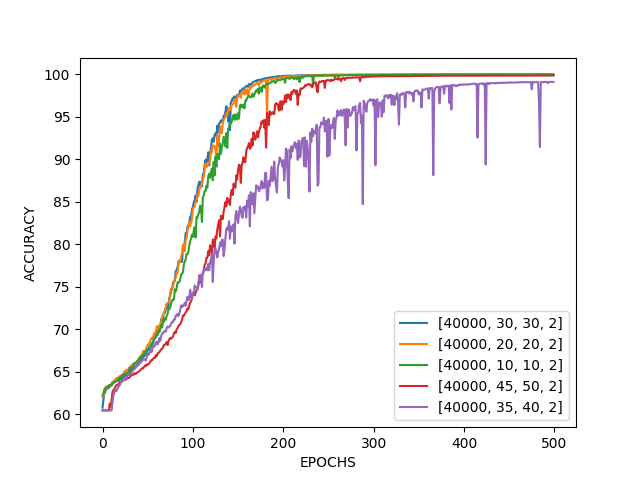 100
95
90
85
80
75
70
65
60
ACCURACY
0 100 200 300 400 500
EPOCHS
[40000, 30, 30, 2]
[40000, 20, 20, 2]
[40000, 10, 10, 2]
[40000, 45, 50, 2]
[40000, 35, 40, 2]